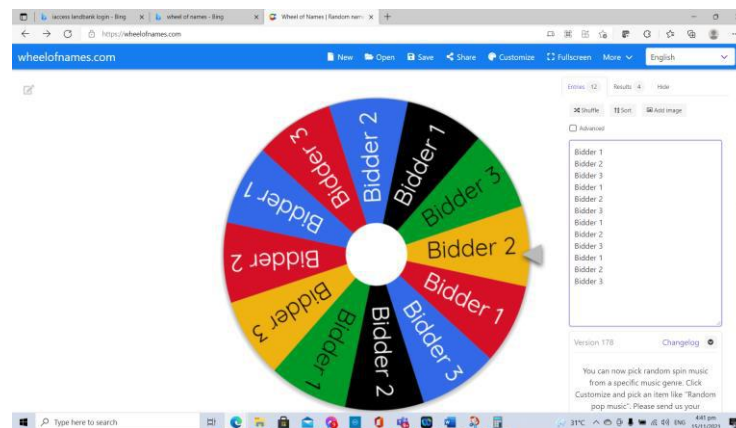 iaccess landbank login - Bing
wheel of names - Bing
Wheel of Names | Random name
https://wheelofnames.com
wheelofnames.com
New
Open
Save
Share
Customize
Fullscreen
More
English
Entries 12
Results 4
Hide
Shuffle
Sort
Add image
Advanced
Bidder 1
Bidder 2
Bidder 3
Bidder 1
Bidder 2
Bidder 3
Bidder 1
Bidder 2
Bidder 3
Bidder 1
Bidder 2
Bidder 3
Bidder 2
Bidder 1
Bidder 3
Bidder 2
Bidder 1
Bidder 3
Bidder 2
Bidder 1
Bidder 3
Bidder 2
Bidder 1
Bidder 3
Version 178
Changelog
You can now pick random spin music
from a specific music genre. Click
Customize and pick an item like "Random
pop music". Please send us your
Type here to search
31°C
ENG
4:41 pm
15/11/2021